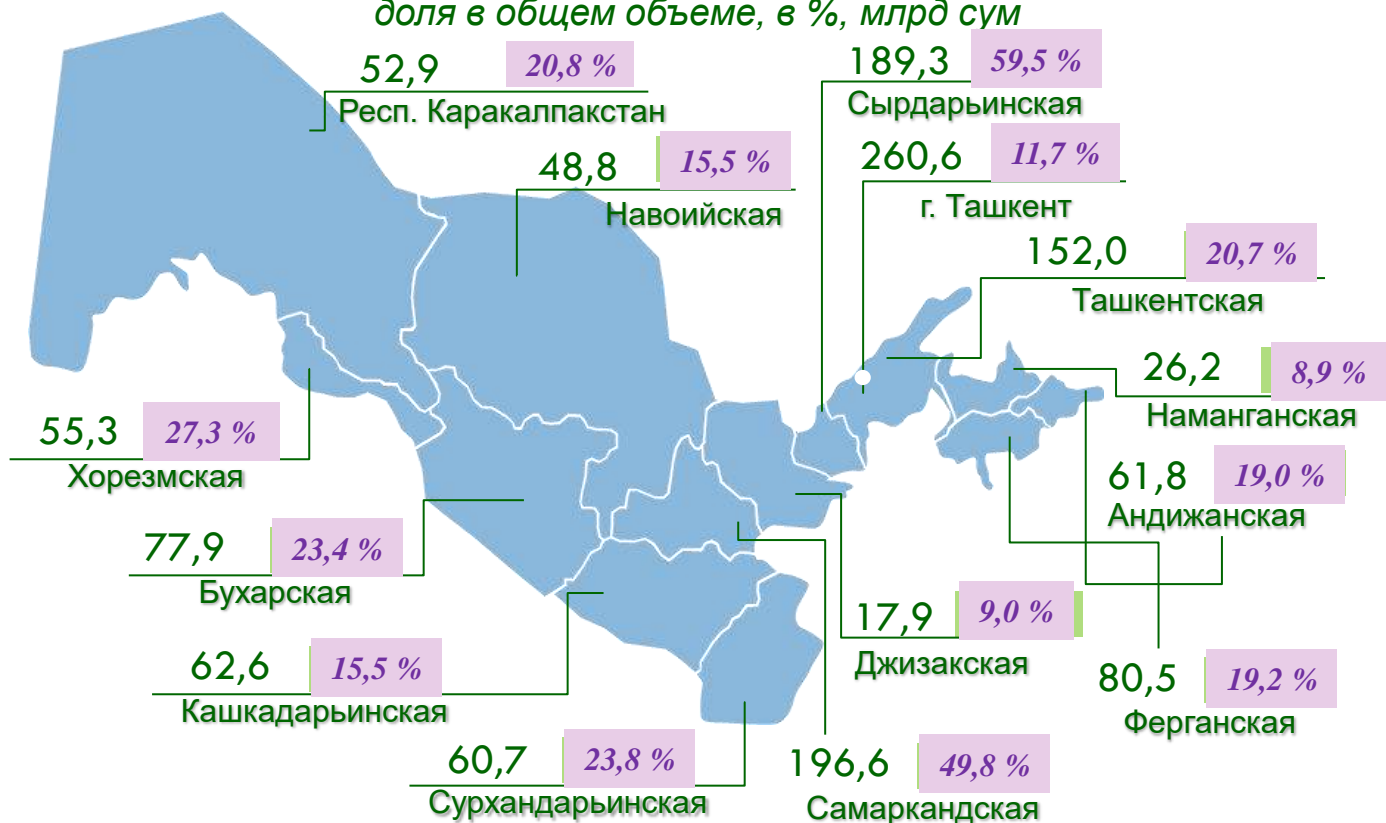 доля в общем объеме, в %, млрд сум
52,9 20,8 %
Респ. Каракалпакстан
189,3 59,5 %
Сырдарьинская
48,8 15,5 %
Навоийская
260,6 11,7 %
г. Ташкент
152,0 20,7 %
Ташкентская
26,2 8,9 %
Наманганская
55,3 27,3 %
Хорезмская
61,8 19,0 %
Андижанская
77,9 23,4 %
Бухарская
17,9 9,0 %
Джизакская
62,6 15,5 %
Кашкадарьинская
80,5 19,2 %
Ферганская
60,7 23,8 %
Сурхандарьинская
196,6 49,8 %
Самаркандская